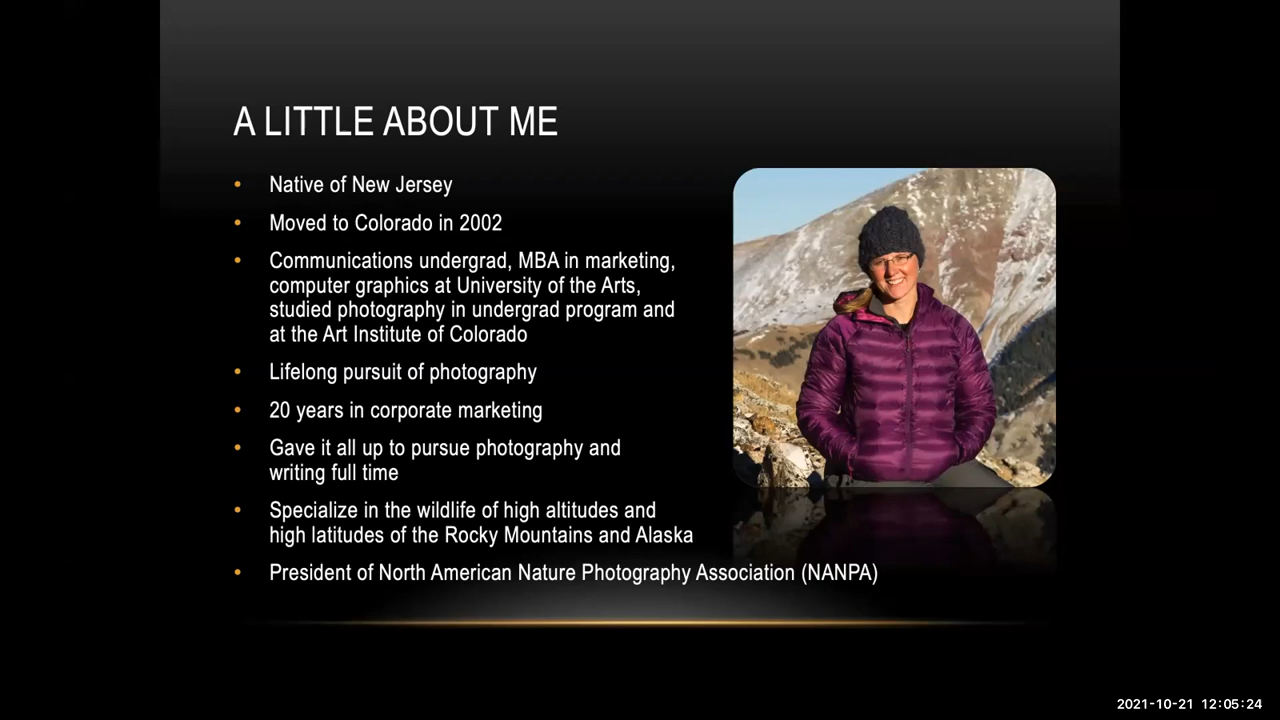 A LITTLE ABOUT ME
• Native of New Jersey
• Moved to Colorado in 2002
• Communications undergrad, MBA in marketing,
computer graphics at University of the Arts,
studied photography in undergrad program and
at the Art Institute of Colorado
• Lifelong pursuit of photography
• 20 years in corporate marketing
• Gave it all up to pursue photography and
writing full time
• Specialize in the wildlife of high altitudes and
high latitudes of the Rocky Mountains and Alaska
• President of North American Nature Photography Association (NANPA)
2021-10-21 12:05:24